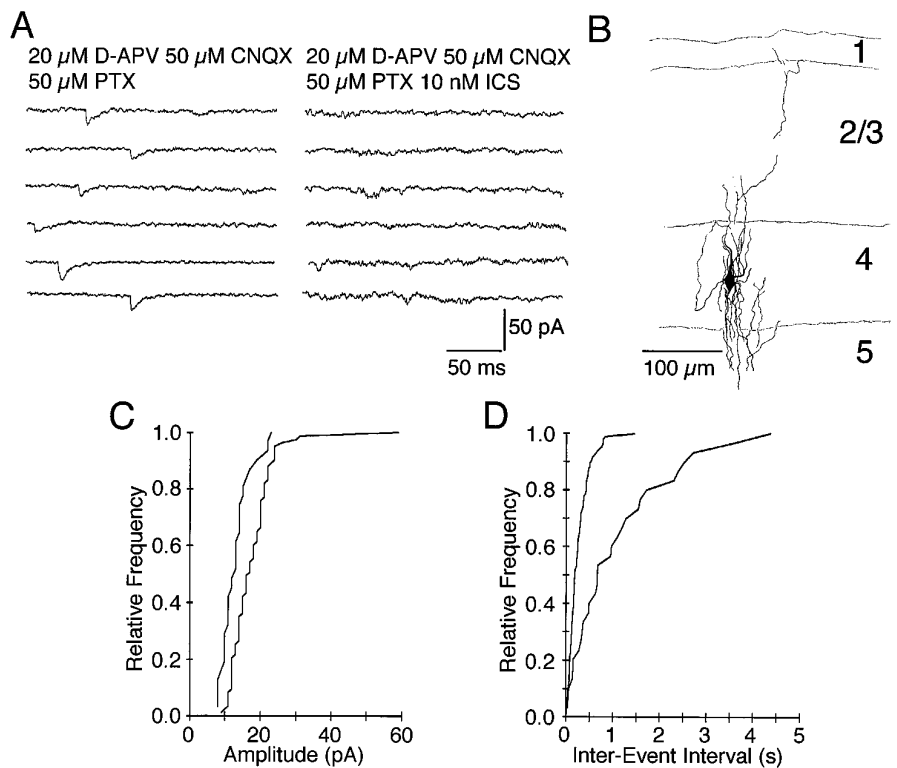 A
20 µM D-APV 50 µM CNQX
50 µM PTX
20 µM D-APV 50 µM CNQX
50 µM PTX 10 nM ICS
50 pA
50 ms
B
1
2/3
4
5
100 µm
C
Relative Frequency
1.0
0.8
0.6
0.4
0.2
0.0
0 20 40 60
Amplitude (pA)
D
Relative Frequency
1.0
0.8
0.6
0.4
0.2
0.0
0 1 2 3 4 5
Inter-Event Interval (s)